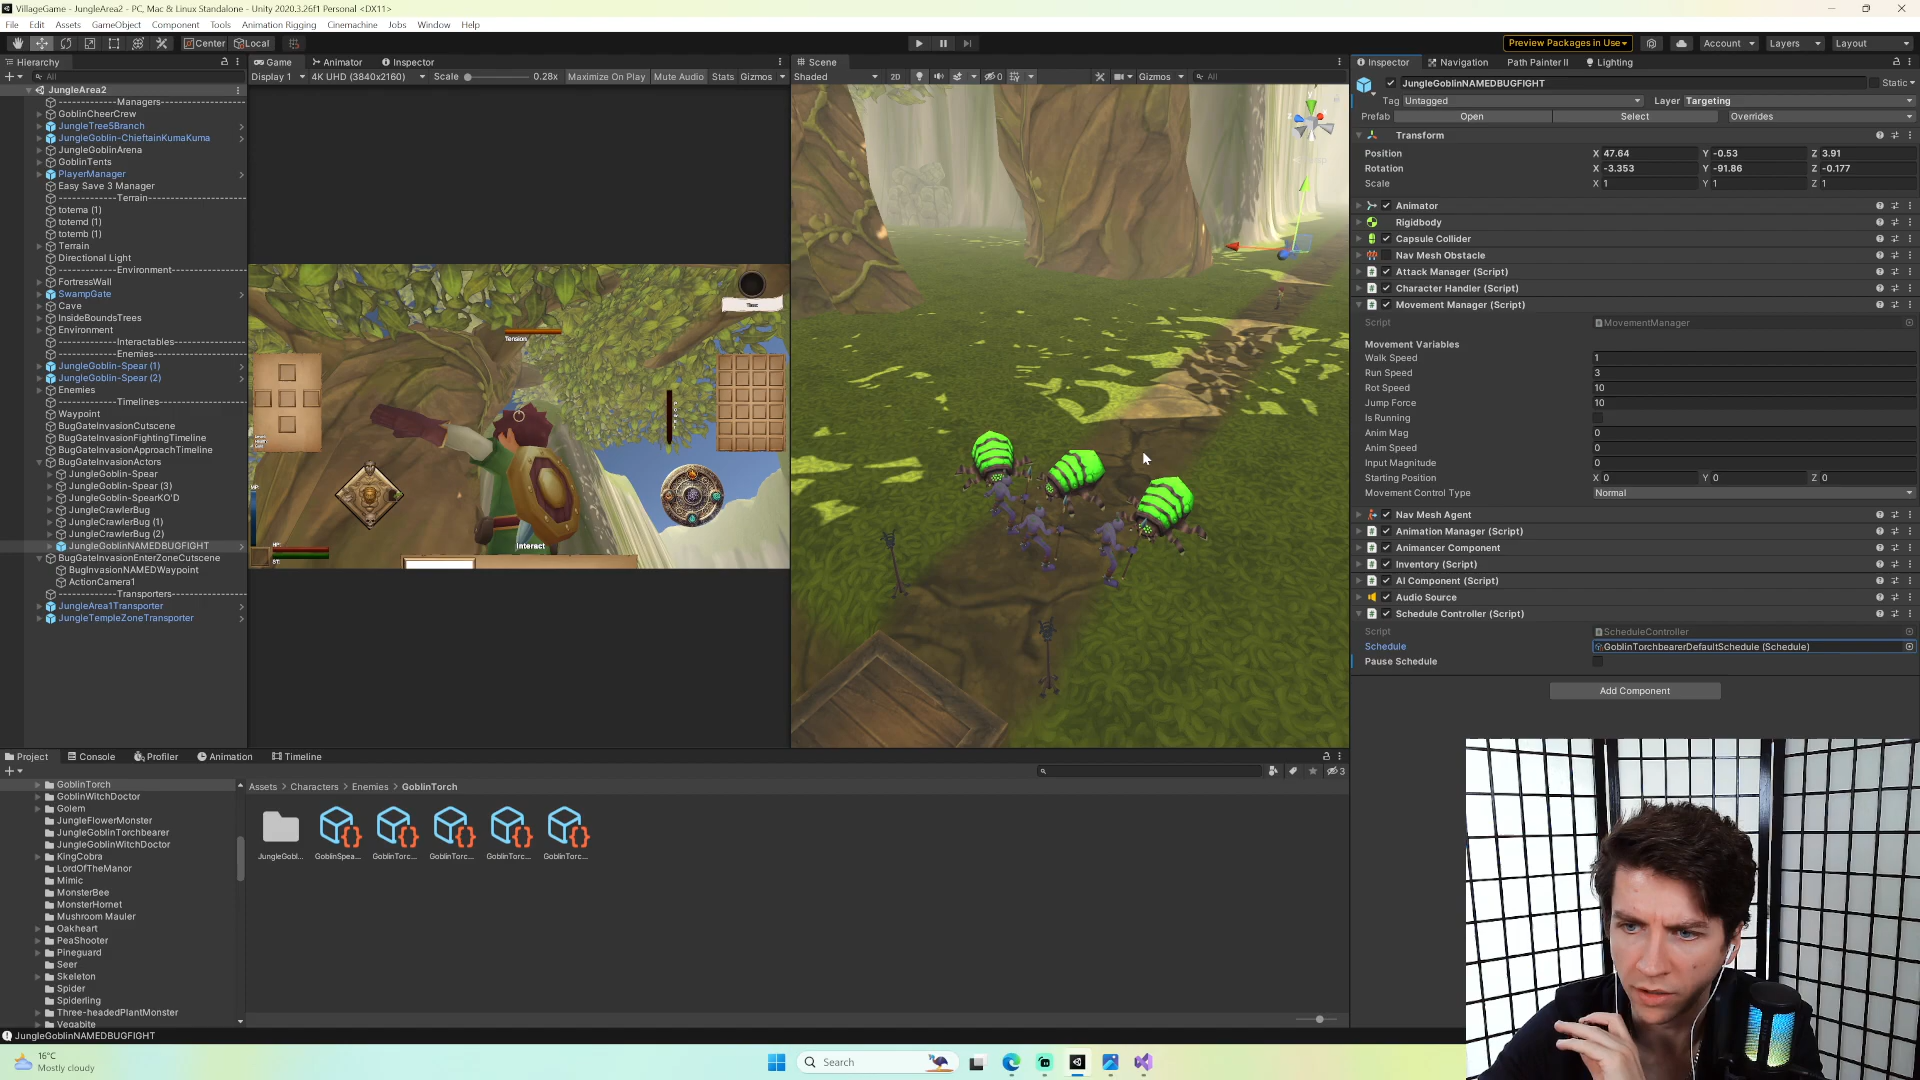 VillageGame - JungleArea2 - PC, Mac & Linux Standalone - Unity 2020.3.26f1 Personal <DX11>
File Edit Assets GameObject Component Tools Animation Rigging Cinemachine Jobs Window Help
Center Local
Preview Packages in Use Account Layers Layout
Hierarchy
All
JungleArea2
--------------Managers--------------
GoblinCheerCrew
JungleTree5Branch
JungleGoblin-ChieftainKumaKuma
JungleGoblinArena
GoblinTents
PlayerManager
Easy Save 3 Manager
--------------Terrain--------------
totema (1)
totemd (1)
totemb (1)
Terrain
Directional Light
--------------Environment--------------
FortressWall
SwampGate
Cave
InsideBoundsTrees
Environment
--------------Interactables--------------
--------------Enemies--------------
JungleGoblin-Spear (1)
JungleGoblin-Spear (2)
Enemies
--------------Timelines--------------
Waypoint
BugGateInvasionCutscene
BugGateInvasionFightingTimeline
BugGateInvasionApproachTimeline
BugGateInvasionActors
JungleGoblin-Spear
JungleGoblin-Spear (3)
JungleGoblin-SpearKO'D
JungleCrawlerBug
JungleCrawlerBug (1)
JungleCrawlerBug (2)
JungleGoblinNAMEDBUGFIGHT
BugGateInvasionEnterZoneCutscene
BugInvasionNAMEDWaypoint
ActionCamera1
--------------Transporters--------------
JungleArea1Transporter
JungleTempleZoneTransporter
Game Animator Inspector
Display 1 4K UHD (3840x2160) Scale 0.28x Maximize On Play Mute Audio Stats Gizmos
Tension
Interact
Scene
Shaded 2D 0 Gizmos All
Inspector Navigation Path Painter II Lighting
JungleGoblinNAMEDBUGFIGHT Static
Tag Untagged Layer Targeting
Prefab Open Select Overrides
Transform
Position X 47.64 Y -0.53 Z 3.91
Rotation X -3.353 Y -91.86 Z -0.177
Scale X 1 Y 1 Z 1
Animator
Rigidbody
Capsule Collider
Nav Mesh Obstacle
Attack Manager (Script)
Character Handler (Script)
Movement Manager (Script)
Script MovementManager
Movement Variables
Walk Speed 1
Run Speed 3
Rot Speed 10
Jump Force 10
Is Running
Anim Mag 0
Anim Speed 0
Input Magnitude 0
Starting Position X 0 Y 0 Z 0
Movement Control Type Normal
Nav Mesh Agent
Animation Manager (Script)
Animancer Component
Inventory (Script)
AI Component (Script)
Audio Source
Schedule Controller (Script)
Script ScheduleController
Schedule GoblinTorchbearerDefaultSchedule (Schedule)
Pause Schedule
Add Component
Project Console Profiler Animation Timeline
3
GoblinTorch
GoblinWitchDoctor
Golem
JungleFlowerMonster
JungleGoblinTorchbearer
JungleGoblinWitchDoctor
KingCobra
LordOfTheManor
Mimic
MonsterBee
MonsterHornet
Mushroom Mauler
Oakheart
PeaShooter
Pineguard
Seer
Skeleton
Spider
Spiderling
Three-headedPlantMonster
Vegabite
Assets Characters Enemies GoblinTorch
JungleGobl... GoblinSpea... GoblinTorc... GoblinTorc... GoblinTorc... GoblinTorc...
JungleGoblinNAMEDBUGFIGHT
16°C
Mostly cloudy
Search